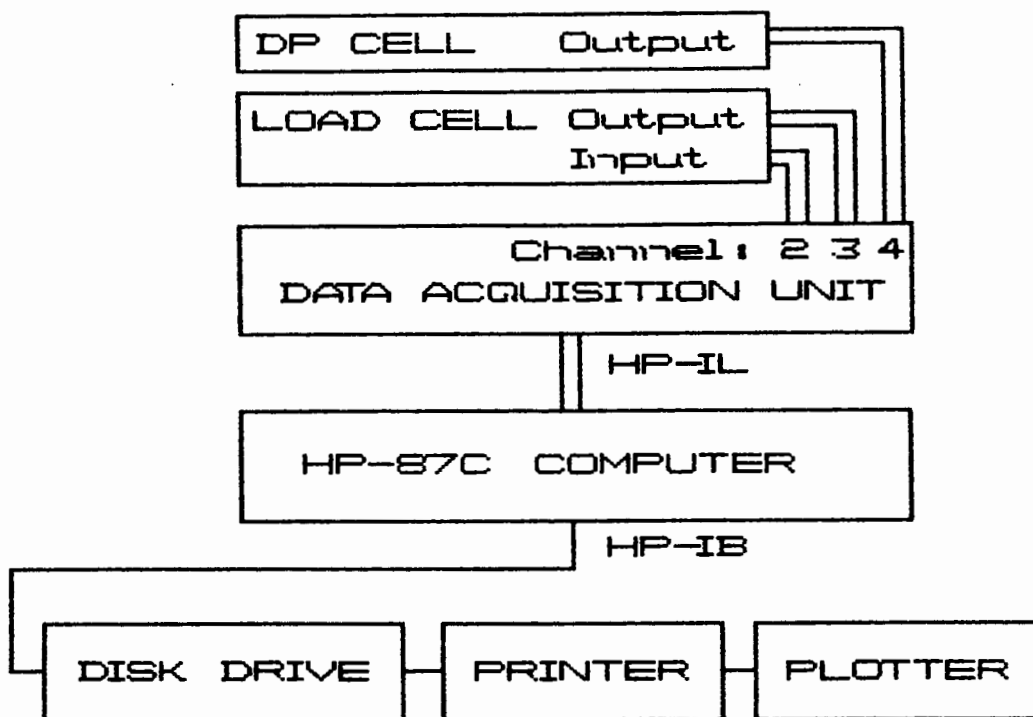 DP CELL Output
LOAD CELL Output
Input
Channel: 2 3 4
DATA ACQUISITION UNIT
HP-IL
HP-87C COMPUTER
HP-IB
DISK DRIVE PRINTER PLOTTER